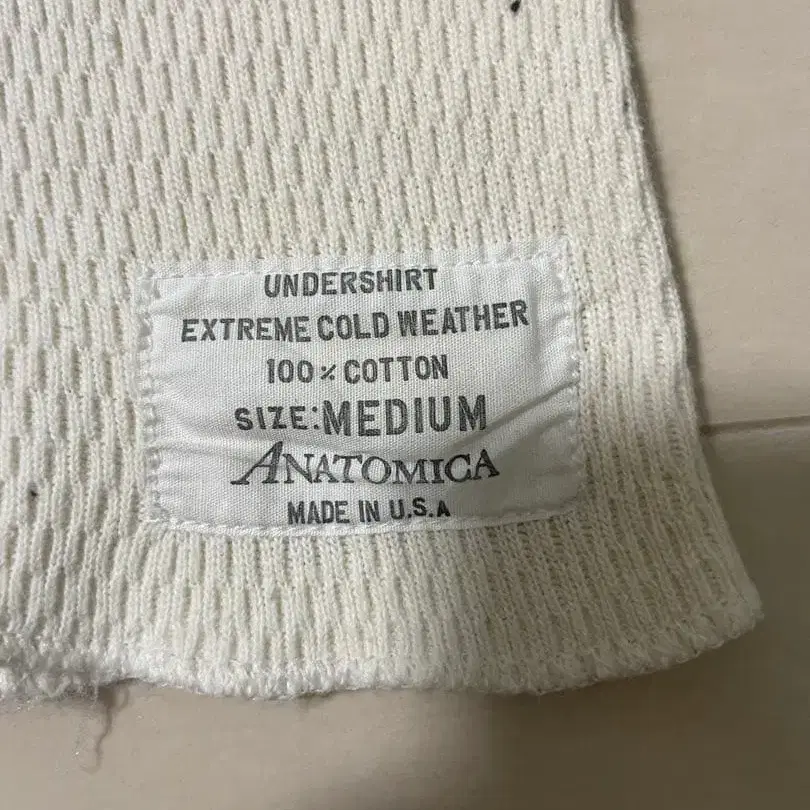 UNDERSHIRT
EXTREME COLD WEATHER
100% COTTON
SIZE:MEDIUM
ANATOMICA
MADE IN U.S.A